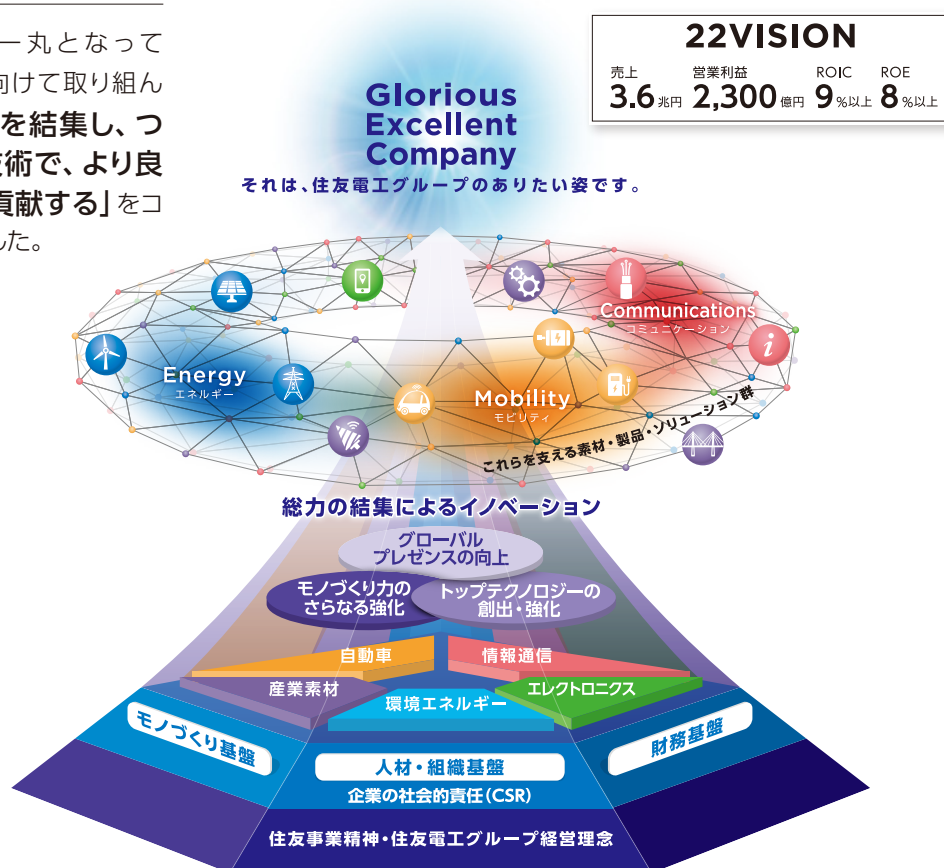 一丸となって
向けて取り組ん
を結集し、つ
技術で、より良
貢献する」をコ
した。
22VISION
売上 営業利益 ROIC ROE
3.6兆円 2,300億円 9%以上 8%以上
Glorious
Excellent
Company
それは、住友電工グループのありたい姿です。
Communications
コミュニケーション
i
Energy
エネルギー
Mobility
モビリティ
これらを支える素材・製品・ソリューション群
総力の結集によるイノベーション
グローバル
プレゼンスの向上
モノづくり力の
さらなる強化
トップテクノロジーの
創出・強化
自動車
情報通信
産業素材
環境エネルギー
エレクトロニクス
モノづくり基盤
人材・組織基盤
財務基盤
企業の社会的責任(CSR)
住友事業精神・住友電工グループ経営理念